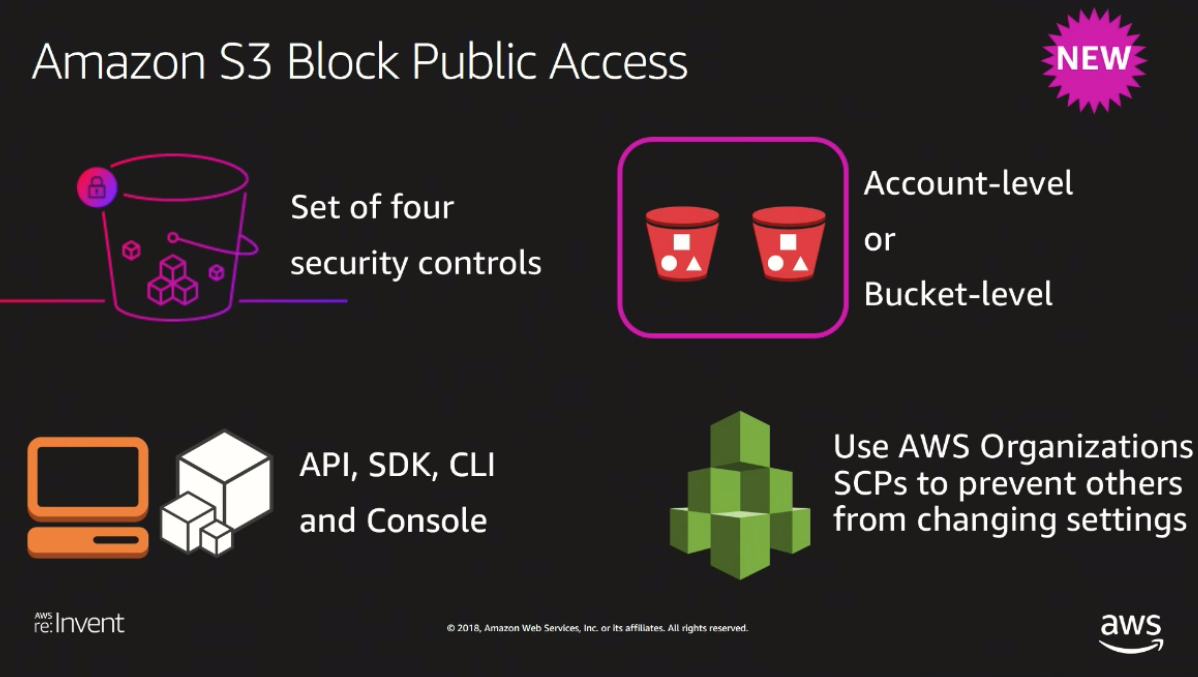 Amazon S3 Block Public Access
NEW
Set of four
security controls
Account-level
or
Bucket-level
API, SDK, CLI
and Console
Use AWS Organizations
SCPs to prevent others
from changing settings
AWS
re:Invent
© 2018, Amazon Web Services, Inc. or its affiliates. All rights reserved.
aws